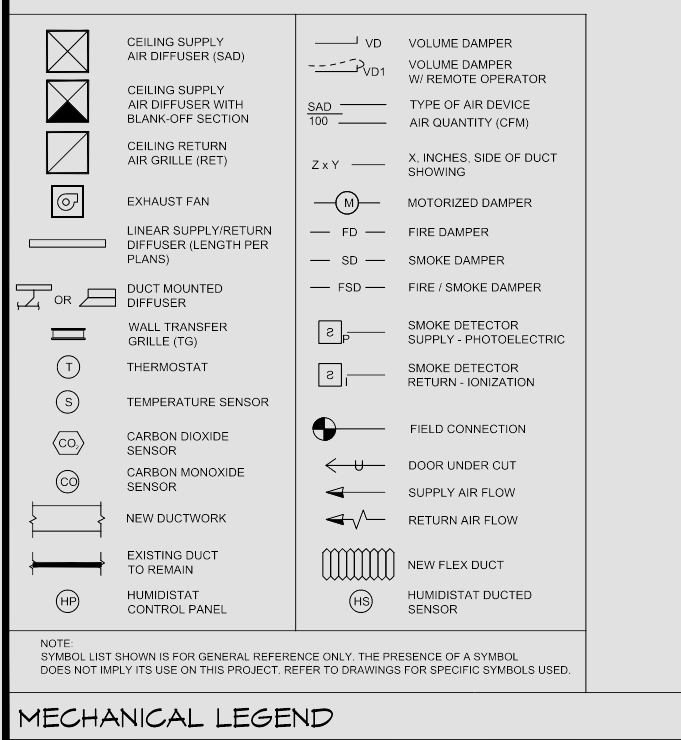 CEILING SUPPLY
AIR DIFFUSER (SAD)
CEILING SUPPLY
AIR DIFFUSER WITH
BLANK-OFF SECTION
CEILING RETURN
AIR GRILLE (RET)
EXHAUST FAN
LINEAR SUPPLY/RETURN
DIFFUSER (LENGTH PER
PLANS)
OR
DUCT MOUNTED
DIFFUSER
WALL TRANSFER
GRILLE (TG)
T THERMOSTAT
S TEMPERATURE SENSOR
CO2 CARBON DIOXIDE
SENSOR
CO CARBON MONOXIDE
SENSOR
NEW DUCTWORK
EXISTING DUCT
TO REMAIN
HP HUMIDISTAT
CONTROL PANEL
VD VOLUME DAMPER
VD1 VOLUME DAMPER
W/ REMOTE OPERATOR
SAD TYPE OF AIR DEVICE
100 AIR QUANTITY (CFM)
Z x Y X, INCHES, SIDE OF DUCT
SHOWING
M MOTORIZED DAMPER
FD FIRE DAMPER
SD SMOKE DAMPER
FSD FIRE / SMOKE DAMPER
2 P SMOKE DETECTOR
SUPPLY - PHOTOELECTRIC
2 I SMOKE DETECTOR
RETURN - IONIZATION
FIELD CONNECTION
U DOOR UNDER CUT
SUPPLY AIR FLOW
RETURN AIR FLOW
NEW FLEX DUCT
HS HUMIDISTAT DUCTED
SENSOR
NOTE:
SYMBOL LIST SHOWN IS FOR GENERAL REFERENCE ONLY. THE PRESENCE OF A SYMBOL
DOES NOT IMPLY ITS USE ON THIS PROJECT. REFER TO DRAWINGS FOR SPECIFIC SYMBOLS USED.
MECHANICAL LEGEND